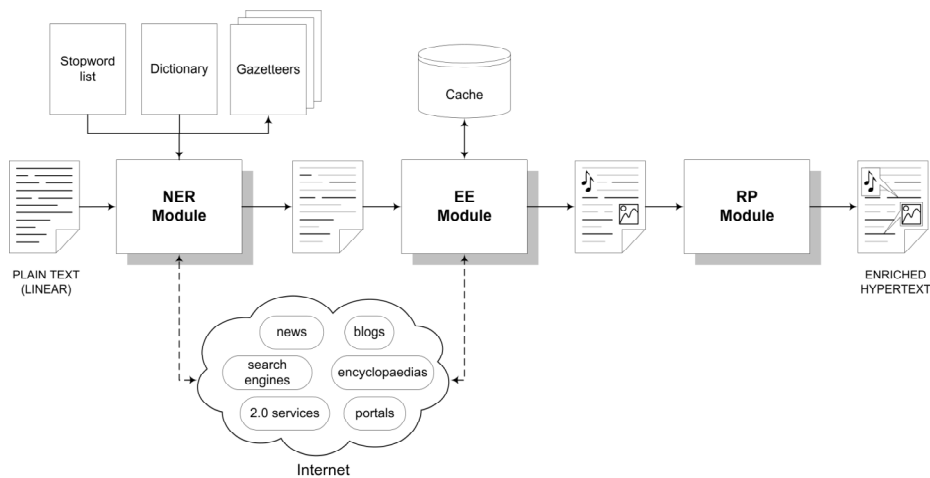 Stopword
list
Dictionary
Gazetteers
Cache
NER
Module
EE
Module
RP
Module
PLAIN TEXT
(LINEAR)
ENRICHED
HYPERTEXT
news
blogs
search
engines
encyclopaedias
2.0 services
portals
Internet